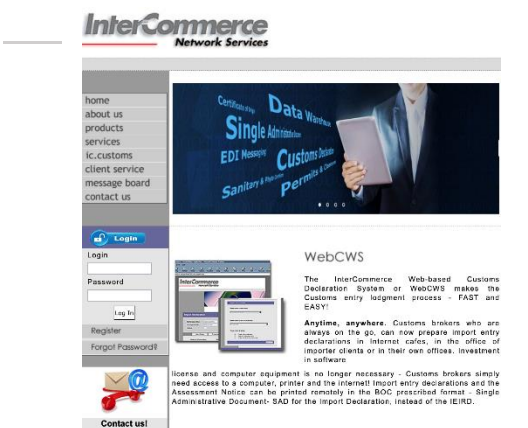 InterCommerce
Network Services
home
about us
products
services
ic.customs
client service
message board
contact us
Data Wareh
Single Administration
EDI Messaging
Customs Declaration
Sanitary &
Permits &
Login
Login
Password
Log In
Register
Forgot Password?
Contact us!
InterCommerce
WebCWS
The InterCommerce Web-based Customs
Declaration System or WebCWS makes the
Customs entry lodgment process - FAST and
EASY!
Anytime, anywhere. Customs brokers who are
always on the go, can now prepare import entry
declarations in Internet cafes, in the office of
importer clients or in their own offices. Investment
in software
license and computer equipment is no longer necessary - Customs brokers simply
need access to a computer, printer and the internet! Import entry declarations and the
Assessment Notice can be printed remotely in the BOC prescribed format - Single
Administrative Document- SAD for the Import Declaration, instead of the IEIRD.